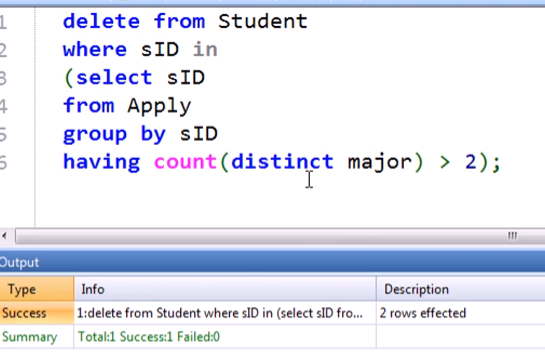 1 delete from Student
2 where sID in
3 (select sID
4 from Apply
5 group by sID
6 having count(distinct major) > 2);
Output
Type Info Description
Success 1:delete from Student where sID in (select sID fro... 2 rows effected
Summary Total:1 Success:1 Failed:0